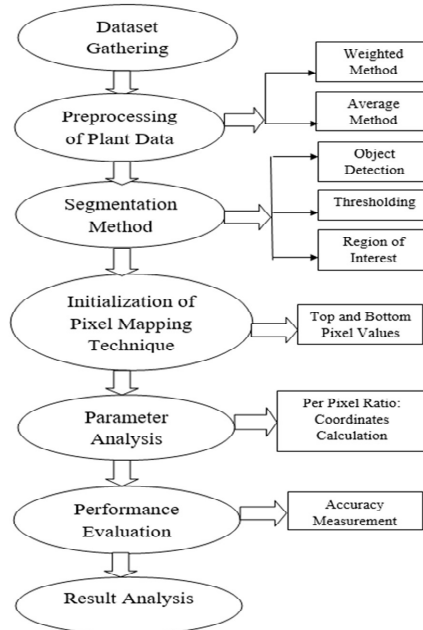 Dataset
Gathering
Weighted
Method
Preprocessing
of Plant Data
Average
Method
Object
Detection
Segmentation
Method
Thresholding
Region of
Interest
Initialization of
Pixel Mapping
Technique
Top and Bottom
Pixel Values
Parameter
Analysis
Per Pixel Ratio:
Coordinates
Calculation
Performance
Evaluation
Accuracy
Measurement
Result Analysis